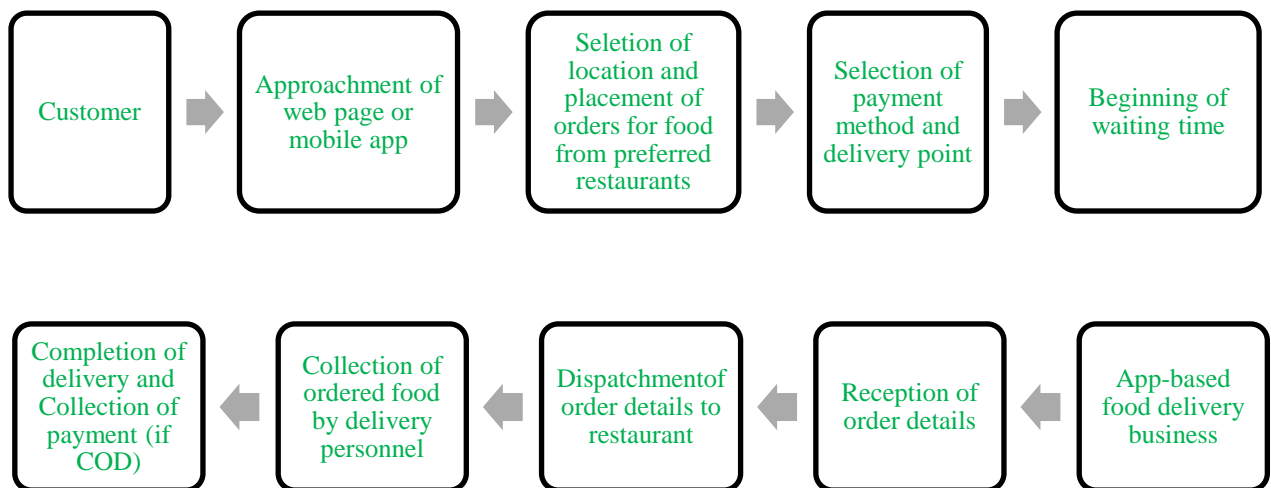 Customer
Approachment of
web page or
mobile app
Seletion of
location and
placement of
orders for food
from preferred
restaurants
Selection of
payment
method and
delivery point
Beginning of
waiting time
App-based
food delivery
business
Reception of
order details
Dispatchmentof
order details to
restaurant
Collection of
ordered food
by delivery
personnel
Completion of
delivery and
Collection of
payment (if
COD)